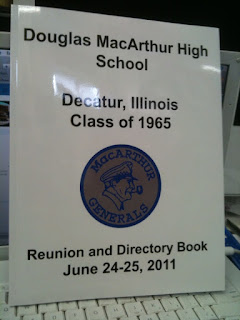 Douglas MacArthur High
School
Decatur, Illinois
Class of 1965
MACARTHUR
GENERALS
Reunion and Directory Book
June 24-25, 2011